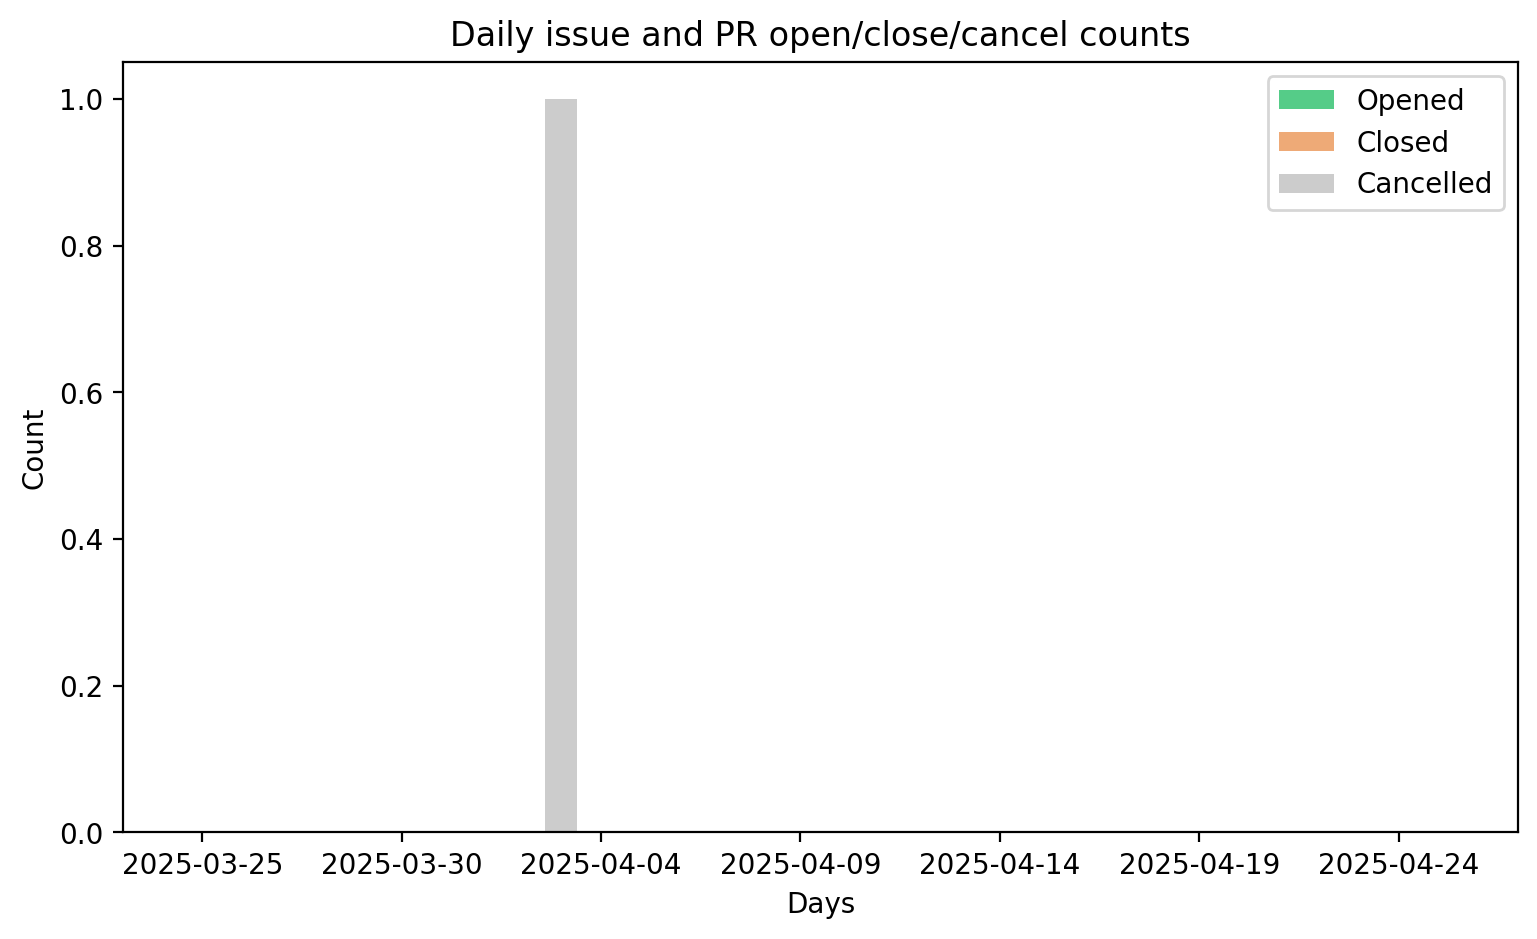 Daily issue and PR open/close/cancel counts
Opened
Closed
Cancelled
1.0
0.8
0.6
0.4
0.2
0.0
Count
2025-03-25 2025-03-30 2025-04-04 2025-04-09 2025-04-14 2025-04-19 2025-04-24
Days